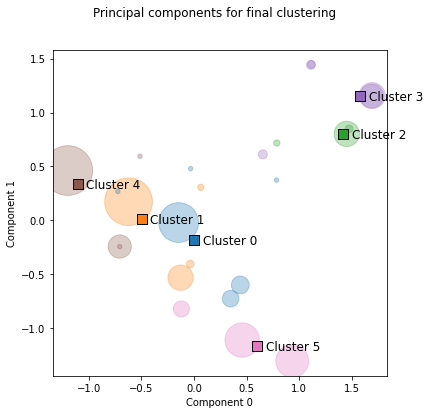 Principal components for final clustering
1.5
1.0
0.5
0.0
−0.5
−1.0
Component 1
Cluster 3
Cluster 2
Cluster 4
Cluster 1
Cluster 0
Cluster 5
−1.0 −0.5 0.0 0.5 1.0 1.5
Component 0